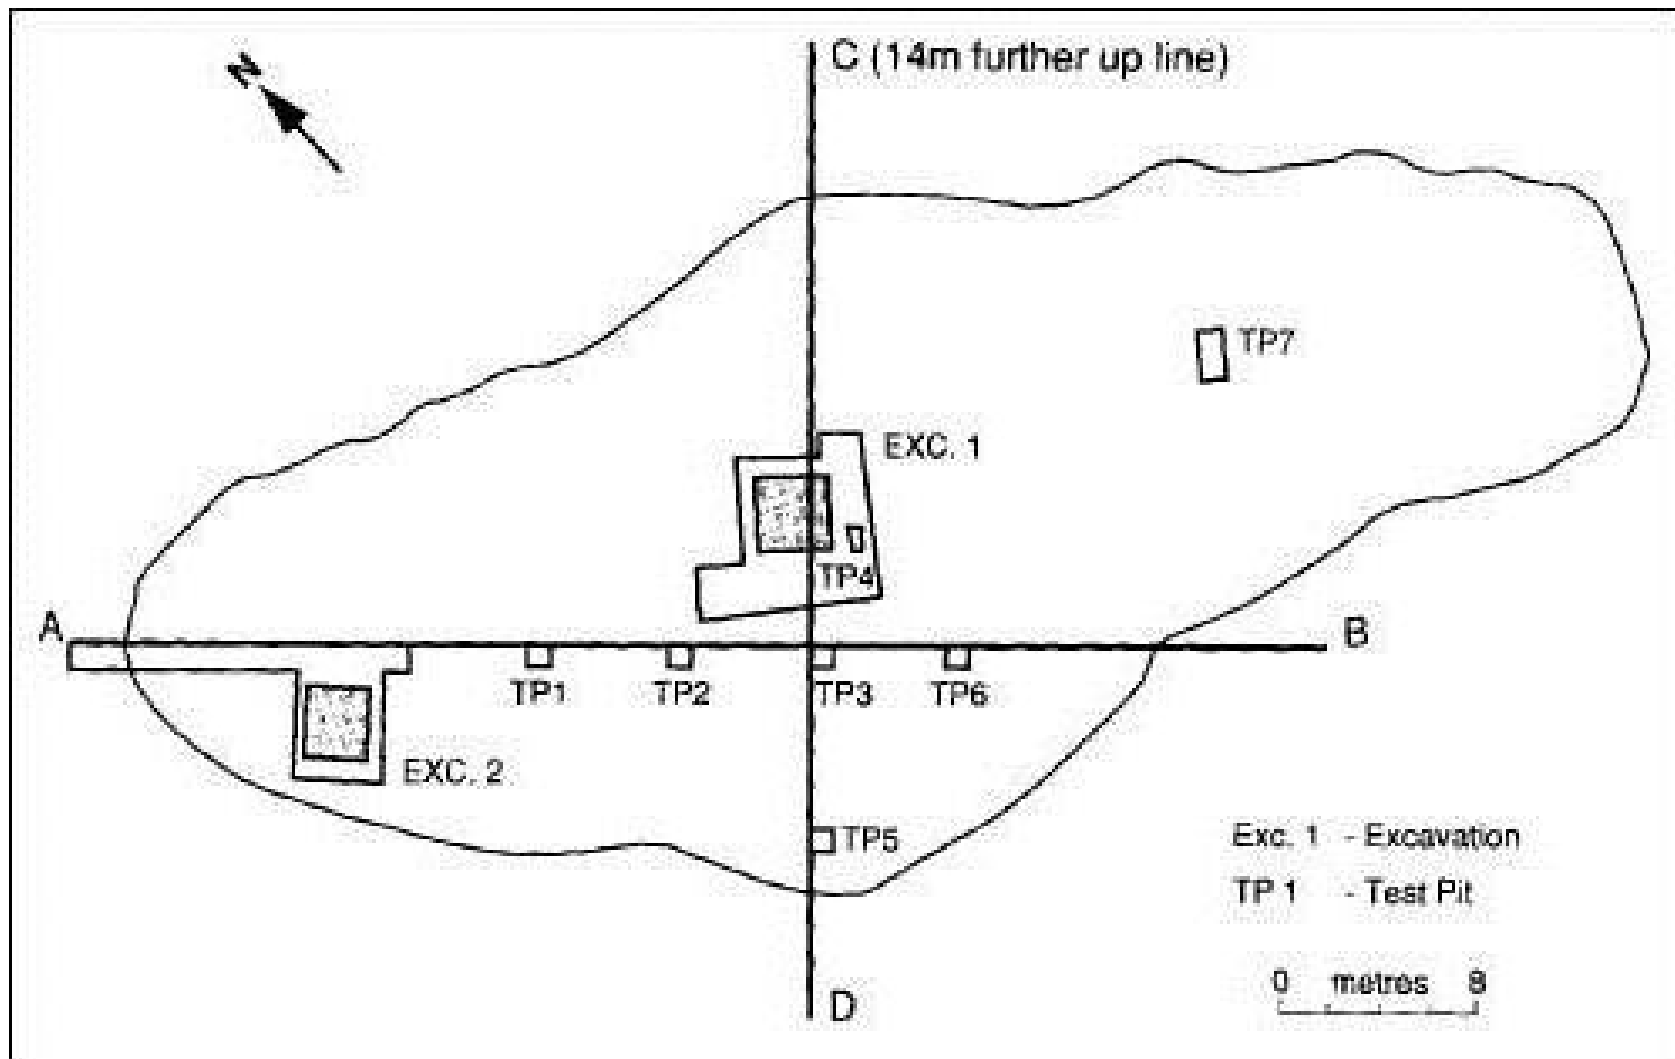 N
C (14m further up line)
TP7
EXC. 1
TP4
A
B
TP1
TP2
TP3
TP6
EXC. 2
TP5
Exc. 1 - Excavation
TP 1 - Test Pit
0 metres 8
D